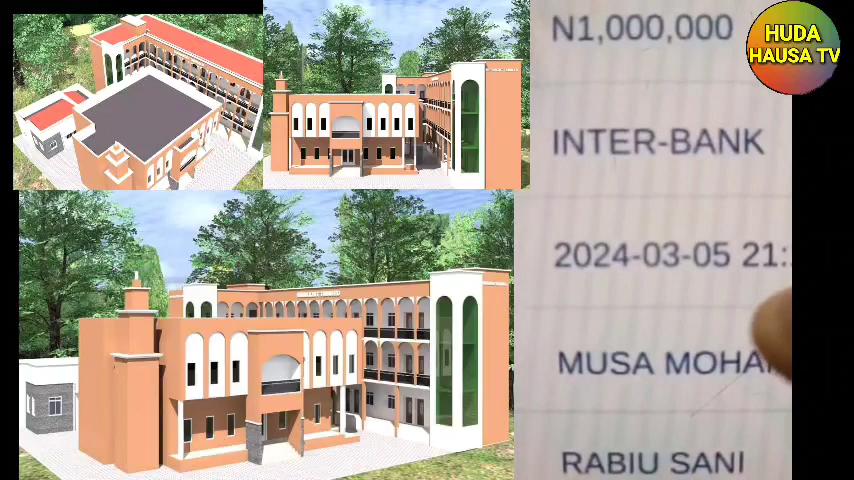 N1,000,000
HUDA
HAUSA TV
INTER-BANK
2024-03-05 21:
MUSA MOHA
RABIU SANI